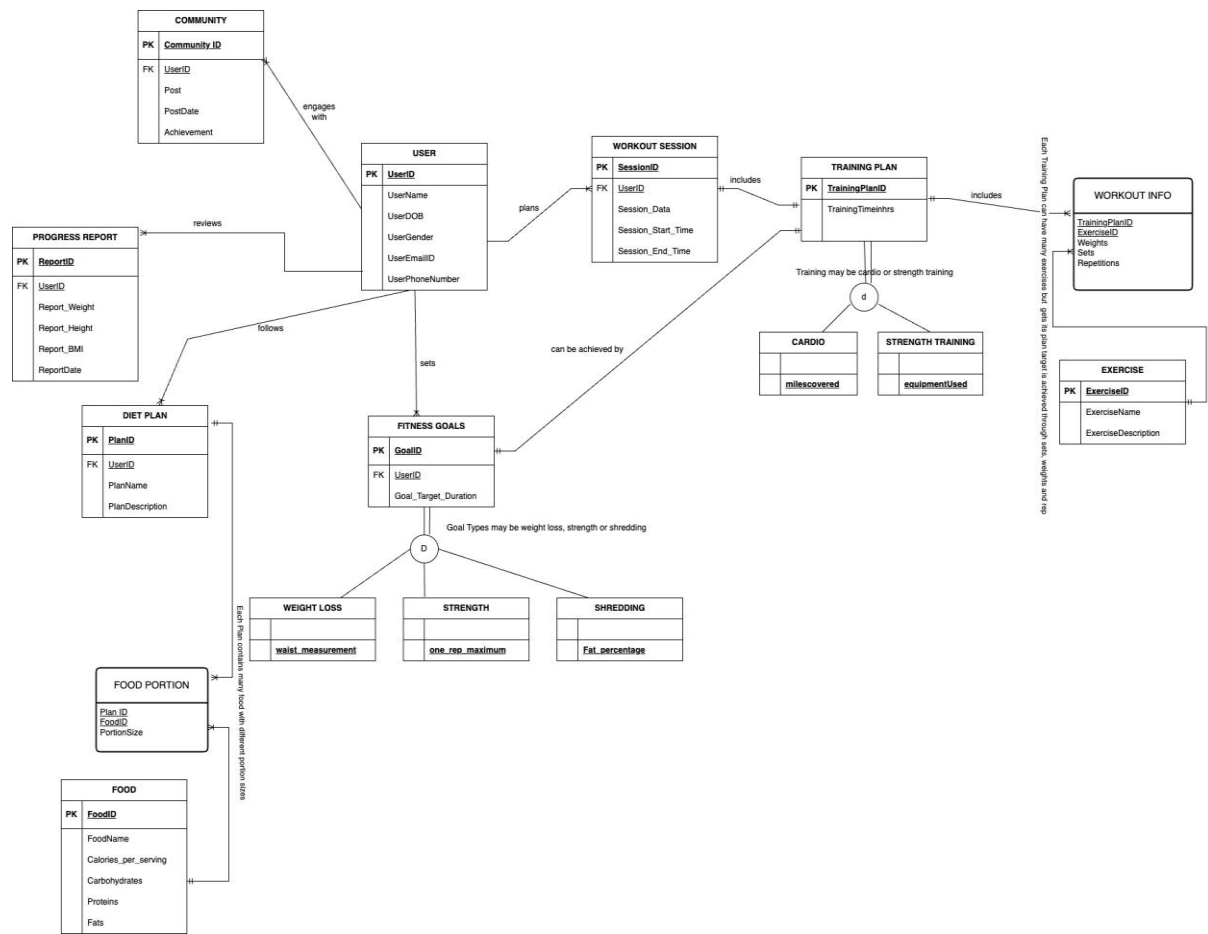 COMMUNITY
PK Community ID
FK UserID
Post
PostDate
Achievement
engages
with
USER
PK UserID
UserName
UserDOB
UserGender
UserEmailID
UserPhoneNumber
plans
WORKOUT SESSION
PK SessionID
FK UserID
Session_Data
Session_Start_Time
Session_End_Time
includes
TRAINING PLAN
PK TrainingPlanID
TrainingTimeinhrs
includes
Each Training Plan can have many exercises but gets its plan target is achieved through sets, weights and rep
WORKOUT INFO
TrainingPlanID
ExerciseID
Weights
Sets
Repetitions
reviews
PROGRESS REPORT
PK ReportID
FK UserID
Report_Weight
Report_Height
Report_BMI
ReportDate
Training may be cardio or strength training
d
CARDIO
milescovered
STRENGTH TRAINING
equipmentUsed
EXERCISE
PK ExerciseID
ExerciseName
ExerciseDescription
follows
sets
can be achieved by
DIET PLAN
PK PlanID
FK UserID
PlanName
PlanDescription
FITNESS GOALS
PK GoalID
FK UserID
Goal_Target_Duration
Goal Types may be weight loss, strength or shredding
D
WEIGHT LOSS
waist_measurement
STRENGTH
one_rep_maximum
SHREDDING
Fat_percentage
Each Plan contains many food with different portion sizes
FOOD PORTION
Plan ID
FoodID
PortionSize
FOOD
PK FoodID
FoodName
Calories_per_serving
Carbohydrates
Proteins
Fats